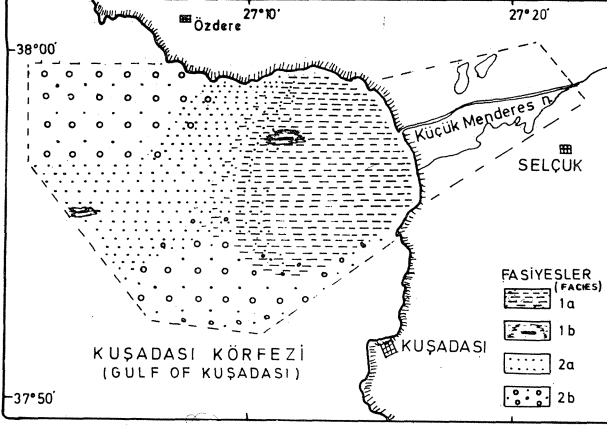 27°10'
27°20'
Özdere
38°00'
Küçük Menderes n.
SELÇUK
FASİYESLER
(FACIES)
1a
1b
2a
2b
KUŞADASI
KUŞADASI KÖRFEZİ
(GULF OF KUŞADASI)
37°50'